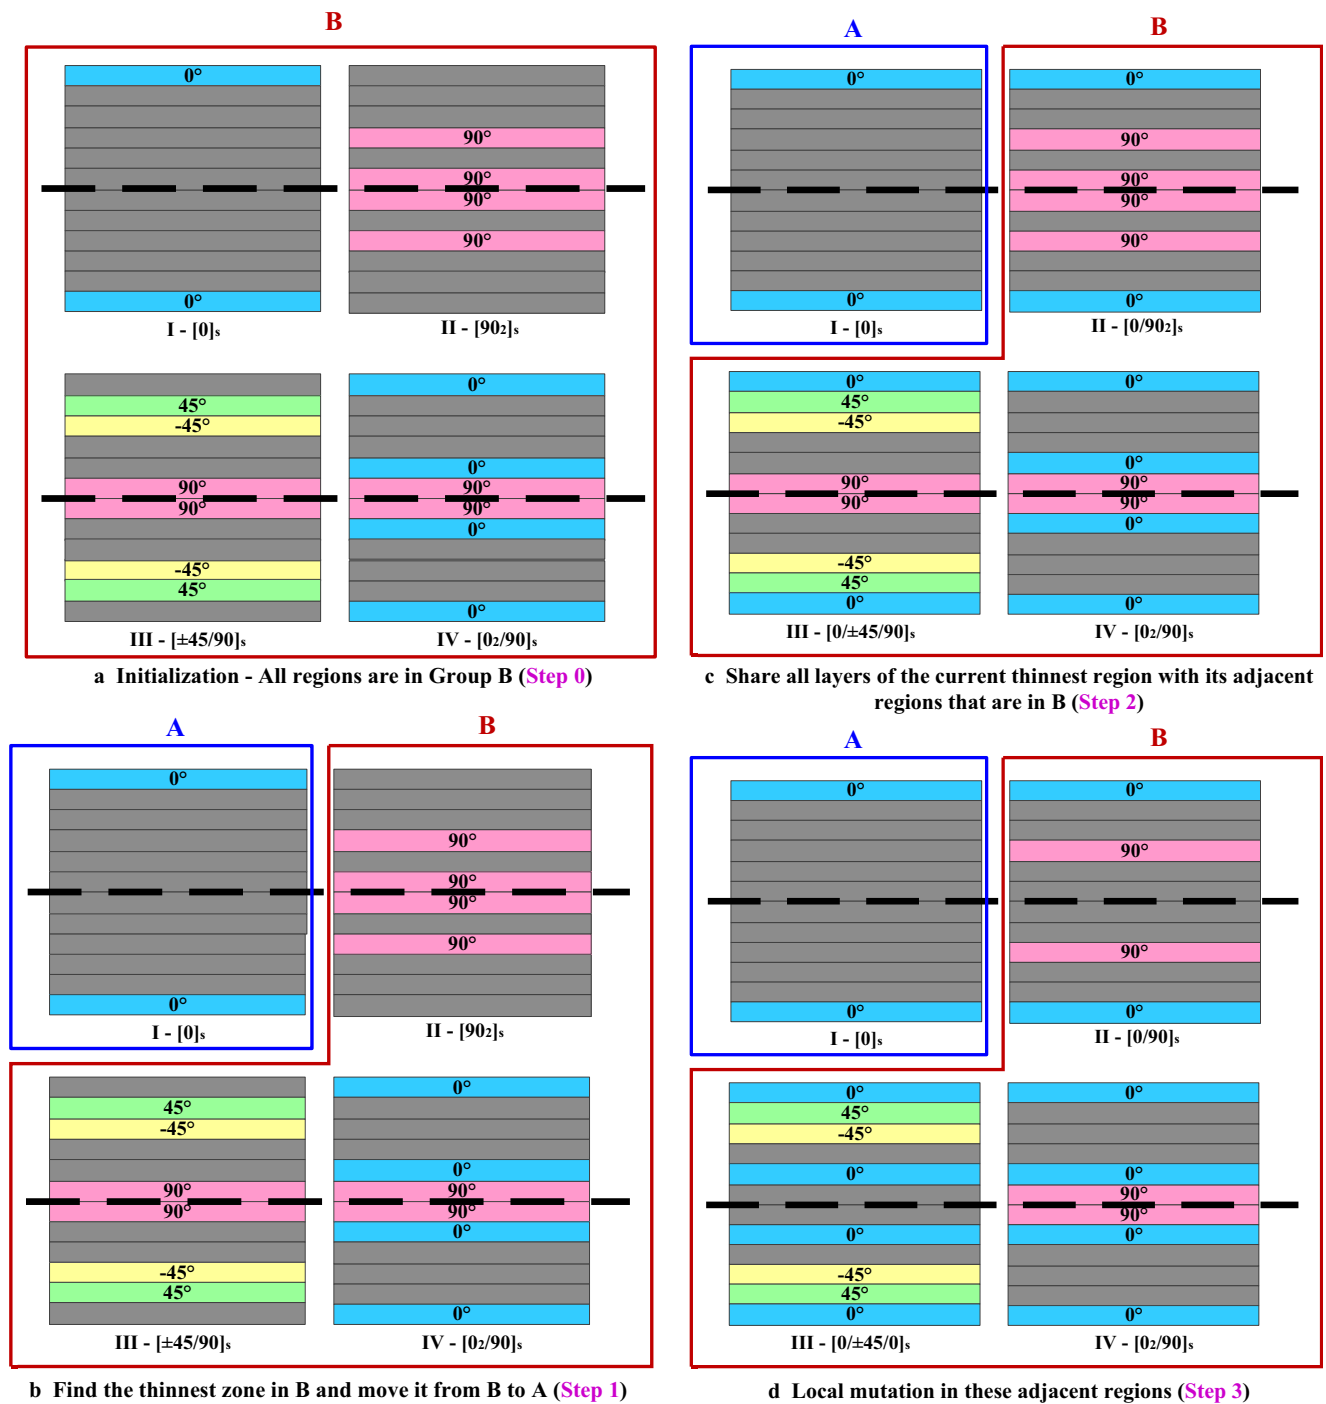 B
0°
90°
90°
90°
90°
0°
I - [0]s
II - [90₂]s
45°
-45°
90°
90°
-45°
45°
0°
0°
90°
90°
0°
0°
III - [±45/90]s
IV - [0₂/90]s
a Initialization - All regions are in Group B (Step 0)
A
B
0°
0°
I - [0]s
0°
90°
90°
90°
90°
0°
II - [0/90₂]s
0°
45°
-45°
90°
90°
-45°
45°
0°
III - [0/±45/90]s
0°
0°
90°
90°
0°
0°
IV - [0₂/90]s
c Share all layers of the current thinnest region with its adjacent
regions that are in B (Step 2)
A
B
0°
0°
I - [0]s
90°
90°
90°
90°
II - [90₂]s
45°
-45°
90°
90°
-45°
45°
III - [±45/90]s
0°
0°
90°
90°
0°
0°
IV - [0₂/90]s
b Find the thinnest zone in B and move it from B to A (Step 1)
A
B
0°
0°
I - [0]s
0°
90°
90°
0°
II - [0/90]s
0°
45°
-45°
0°
0°
-45°
45°
0°
III - [0/±45/0]s
0°
0°
90°
90°
0°
0°
IV - [0₂/90]s
d Local mutation in these adjacent regions (Step 3)